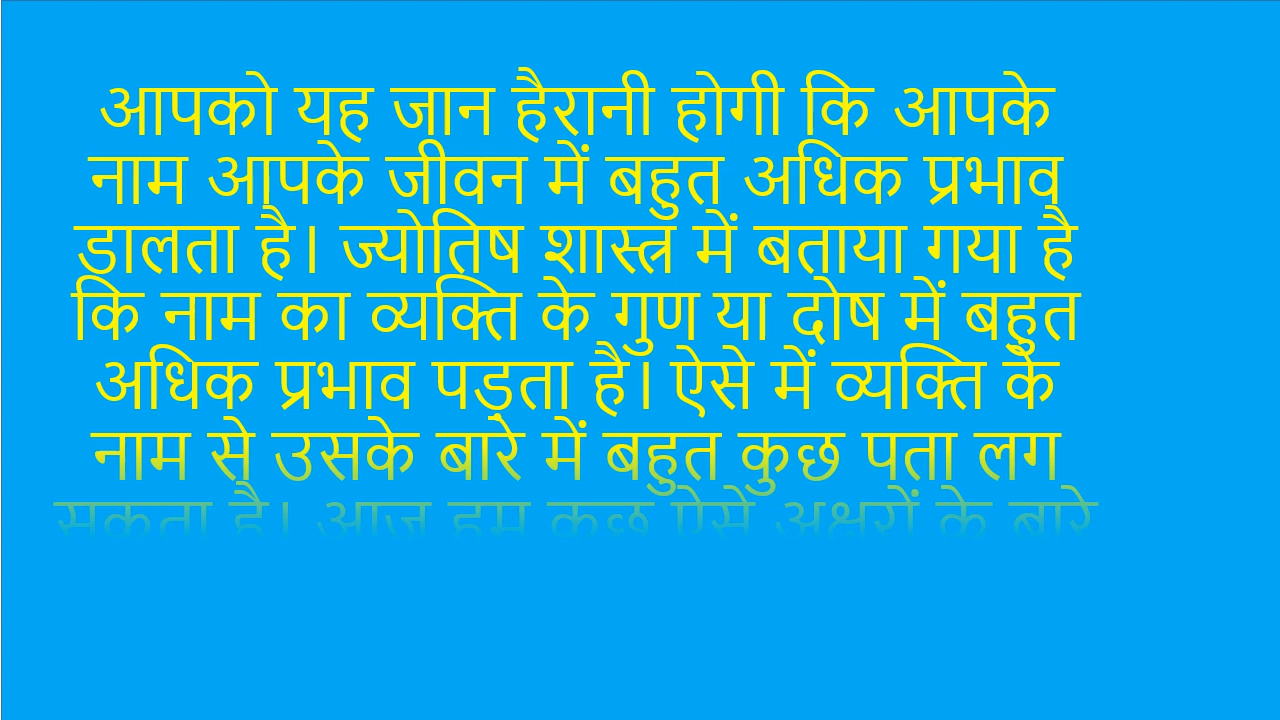 आपको यह जान हैरानी होगी कि आपके
नाम आपके जीवन में बहुत अधिक प्रभाव
डालता है। ज्योतिष शास्त्र में बताया गया है
कि नाम का व्यक्ति के गुण या दोष में बहुत
अधिक प्रभाव पड़ता है। ऐसे में व्यक्ति के
नाम से उसके बारे में बहुत कुछ पता लग
सकता है। आज हम कुछ ऐसे अक्षरों के बारे